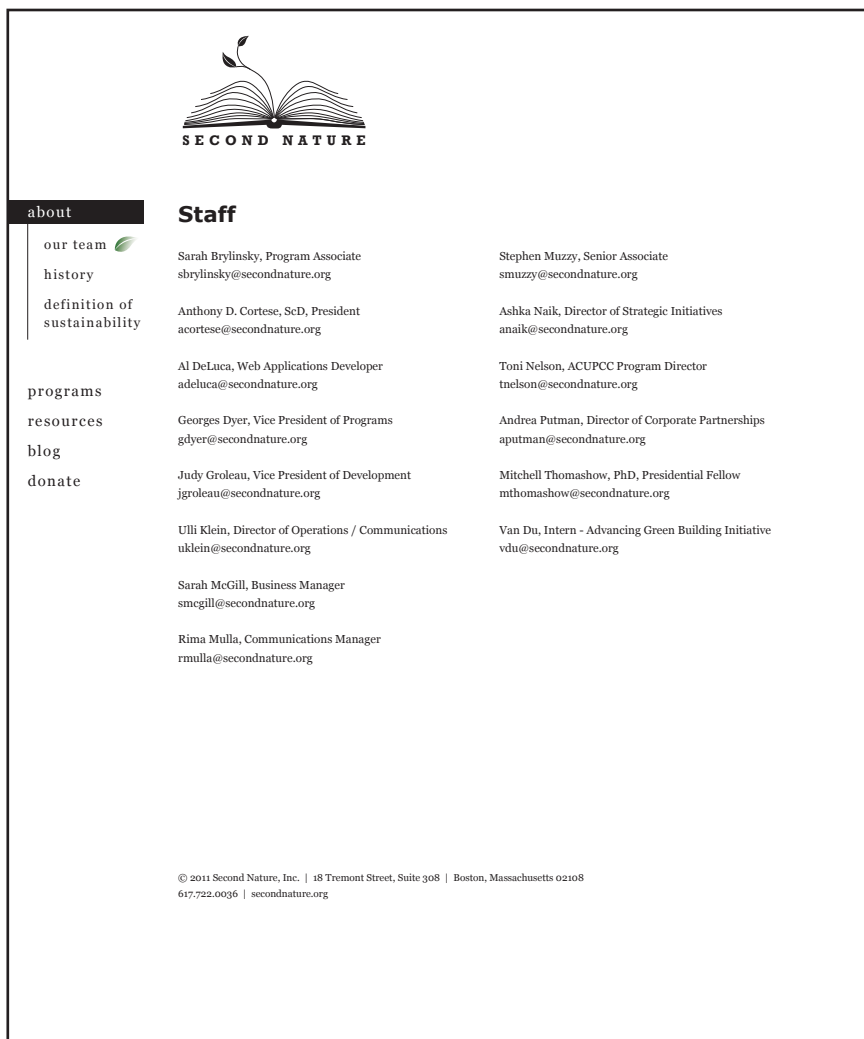 SECOND NATURE
about
our team
history
definition of
sustainability
programs
resources
blog
donate
Staff
Sarah Brylinsky, Program Associate
sbrylinsky@secondnature.org
Anthony D. Cortese, ScD, President
acortese@secondnature.org
Al DeLuca, Web Applications Developer
adeluca@secondnature.org
Georges Dyer, Vice President of Programs
gdyer@secondnature.org
Judy Groleau, Vice President of Development
jgroleau@secondnature.org
Ulli Klein, Director of Operations / Communications
uklein@secondnature.org
Sarah McGill, Business Manager
smcgill@secondnature.org
Rima Mulla, Communications Manager
rmulla@secondnature.org
Stephen Muzzy, Senior Associate
smuzzy@secondnature.org
Ashka Naik, Director of Strategic Initiatives
anaik@secondnature.org
Toni Nelson, ACUPCC Program Director
tnelson@secondnature.org
Andrea Putman, Director of Corporate Partnerships
aputman@secondnature.org
Mitchell Thomashow, PhD, Presidential Fellow
mthomashow@secondnature.org
Van Du, Intern - Advancing Green Building Initiative
vdu@secondnature.org
© 2011 Second Nature, Inc. | 18 Tremont Street, Suite 308 | Boston, Massachusetts 02108
617.722.0036 | secondnature.org